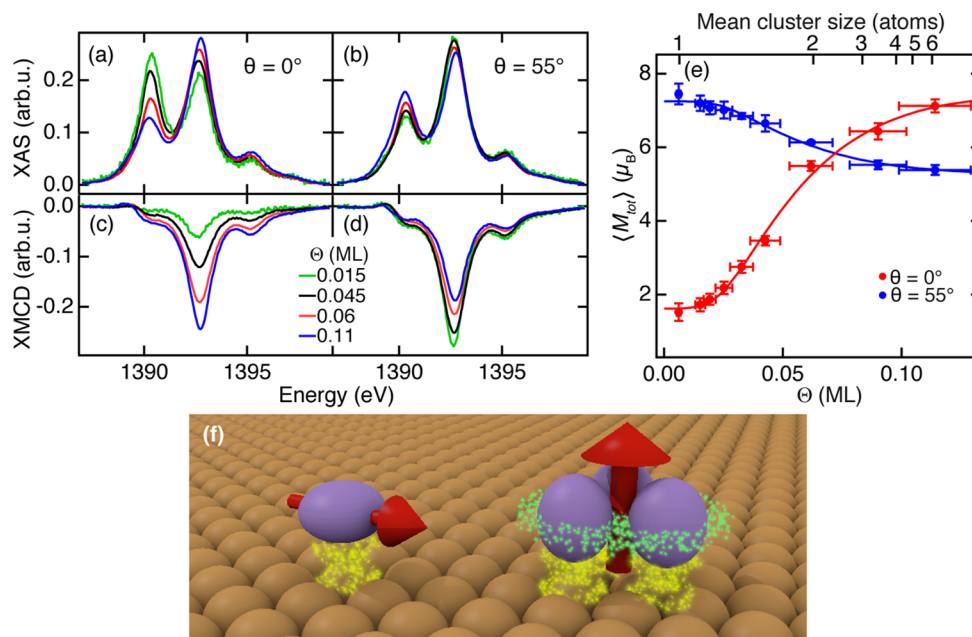 (a)
θ = 0°
XAS (arb.u.)
0.2
0.1
0.0
(b)
θ = 55°
(c)
XMCD (arb.u.)
0.0
-0.1
-0.2
Θ (ML)
0.015
0.045
0.06
0.11
(d)
1390
1395
1390
1395
Energy (eV)
Mean cluster size (atoms)
1
2
3
4
5
6
(e)
⟨M_tot⟩ (μ_B)
8
6
4
2
θ = 0°
θ = 55°
0.00
0.05
0.10
Θ (ML)
(f)